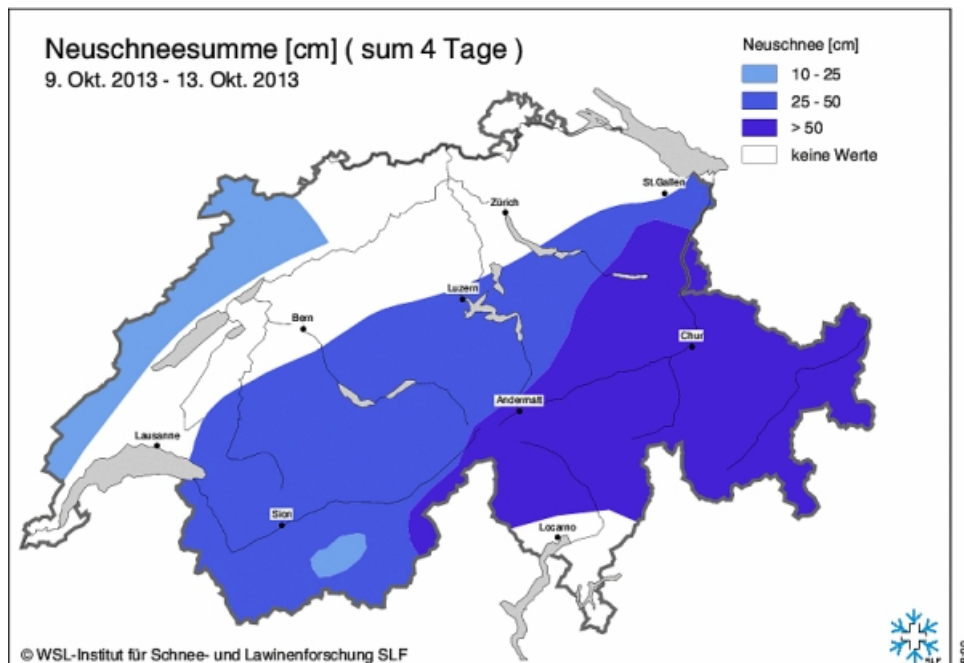 Neuschneesumme [cm] ( sum 4 Tage )
9. Okt. 2013 - 13. Okt. 2013
Neuschnee [cm]
10 - 25
25 - 50
> 50
keine Werte
St.Gallen
Zürich
Luzern
Bern
Chur
Andermatt
Lausanne
Sion
Locarno
© WSL-Institut für Schnee- und Lawinenforschung SLF
SLF